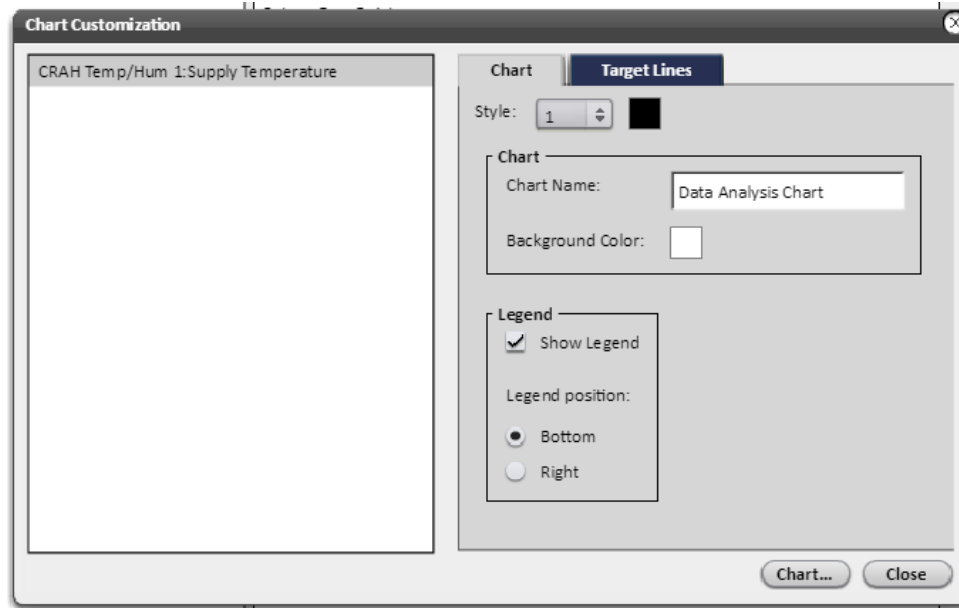 Chart Customization
CRAH Temp/Hum 1:Supply Temperature
Chart
Target Lines
Style: 1
Chart
Chart Name: Data Analysis Chart
Background Color:
Legend
Show Legend
Legend position:
Bottom
Right
Chart... Close